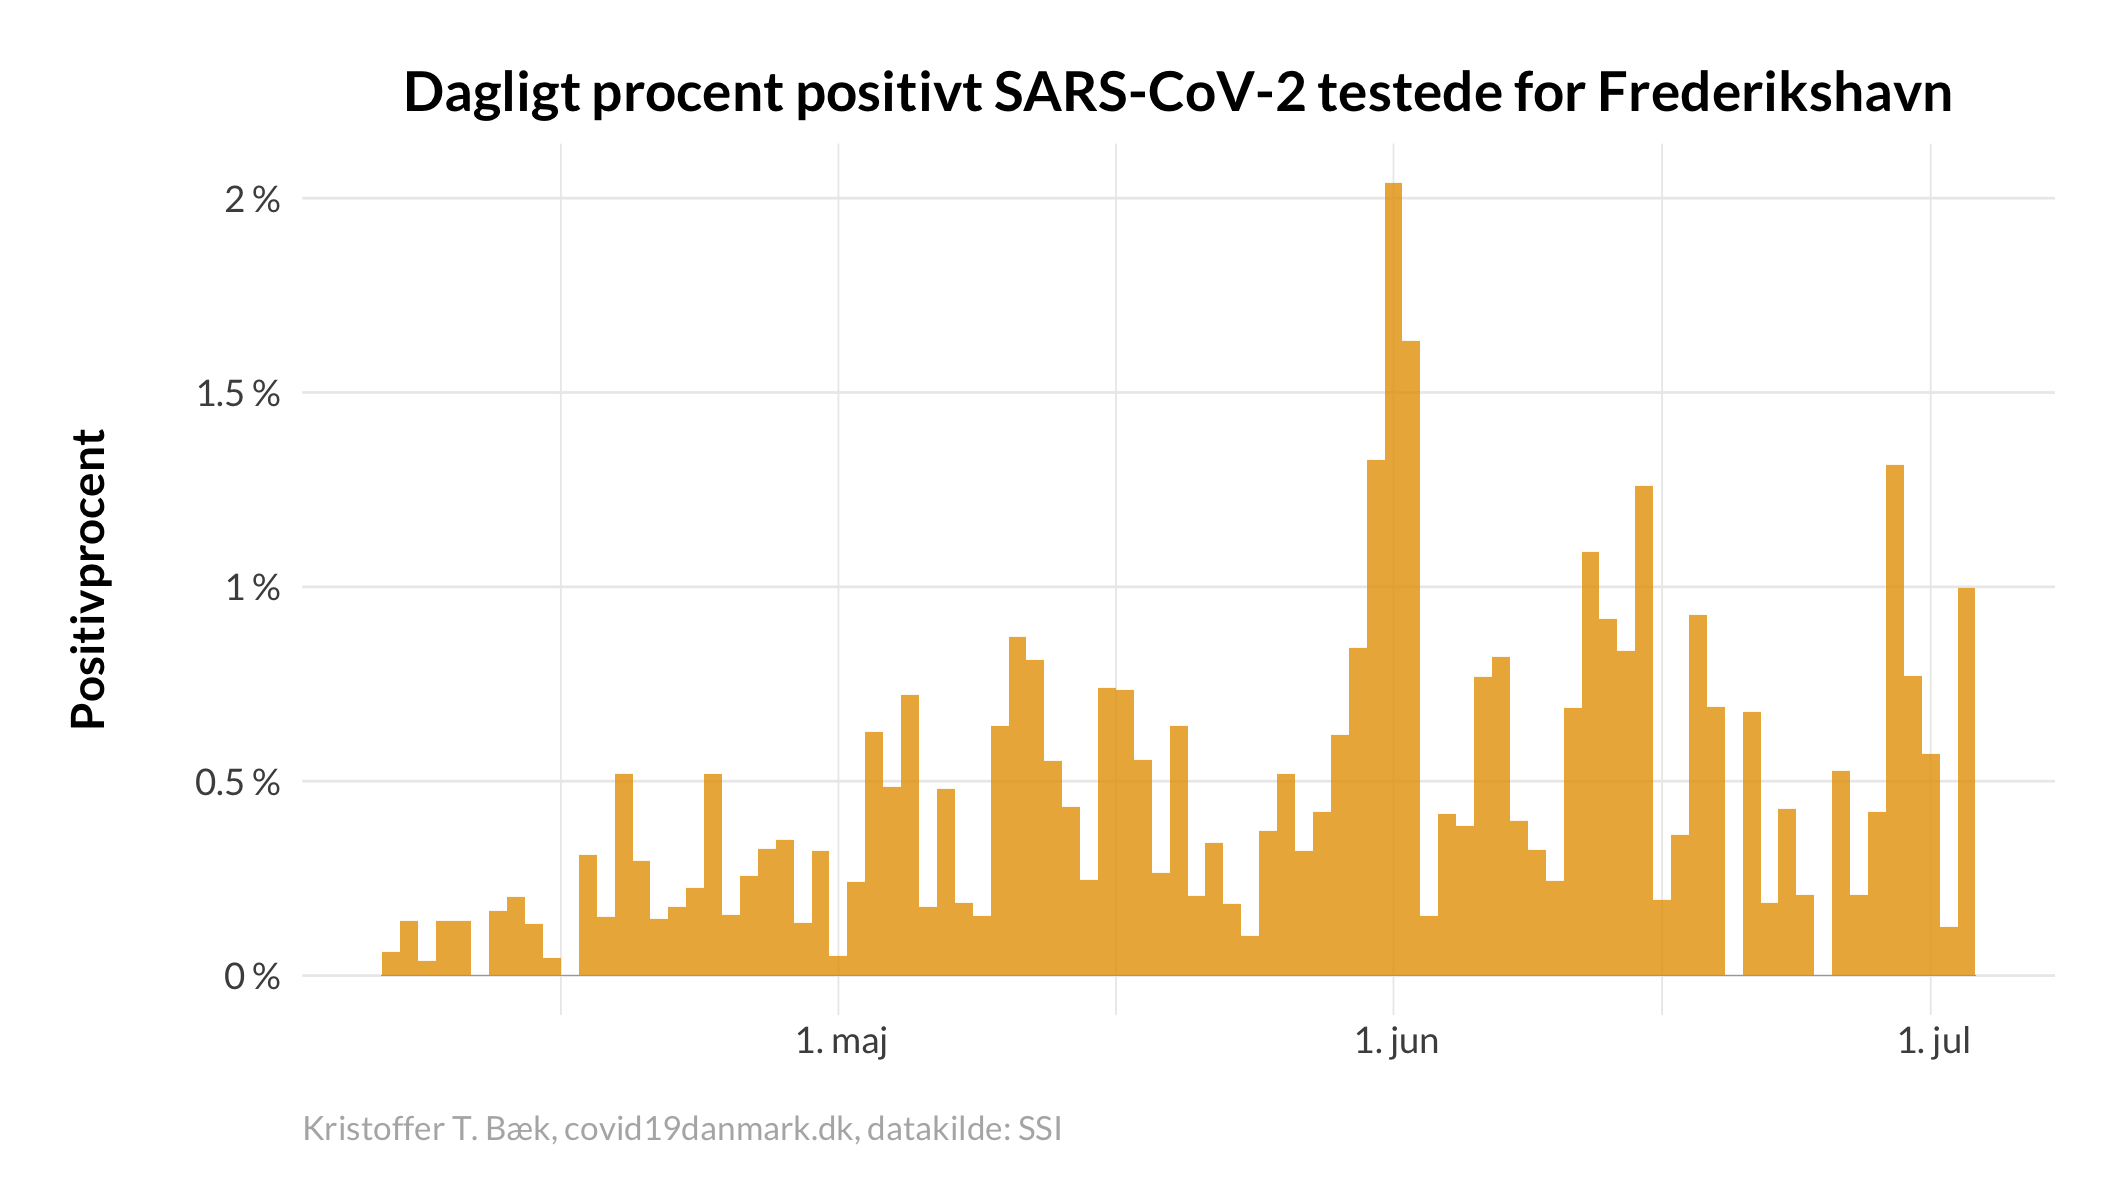 Dagligt procent positivt SARS-CoV-2 testede for Frederikshavn
Positivprocent
2 %
1.5 %
1 %
0.5 %
0 %
1. maj
1. jun
1. jul
Kristoffer T. Bæk, covid19danmark.dk, datakilde: SSI